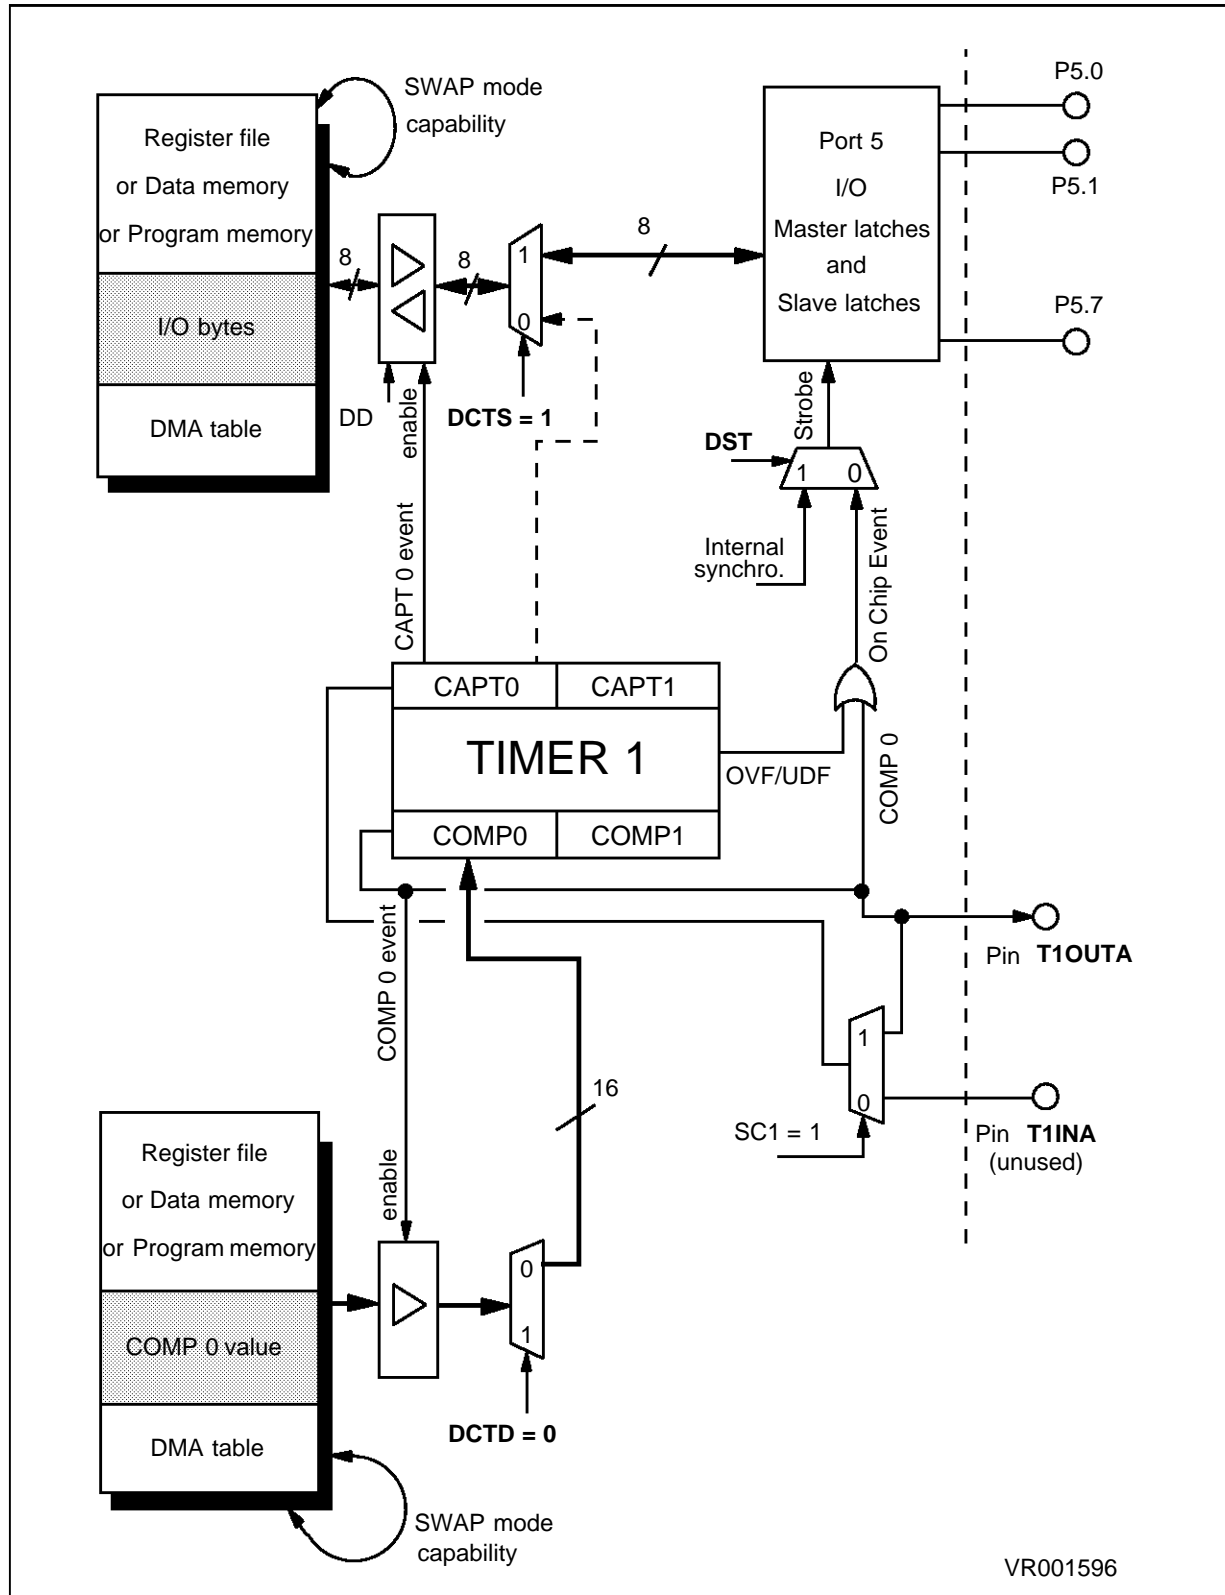 SWAP mode
capability
P5.0
P5.1
P5.7
Register file
or Data memory
or Program memory
I/O bytes
DMA table
8
8
1
0
8
Port 5
I/O
Master latches
and
Slave latches
DD
enable
DCTS = 1
Strobe
DST
1 0
Internal
synchro.
CAPT 0 event
On Chip Event
CAPT0
CAPT1
TIMER 1
OVF/UDF
COMP 0
COMP0
COMP1
COMP 0 event
Pin T1OUTA
1
0
SC1 = 1
Pin T1INA
(unused)
16
enable
Register file
or Data memory
or Program memory
COMP 0 value
DMA table
0
1
DCTD = 0
SWAP mode
capability
VR001596